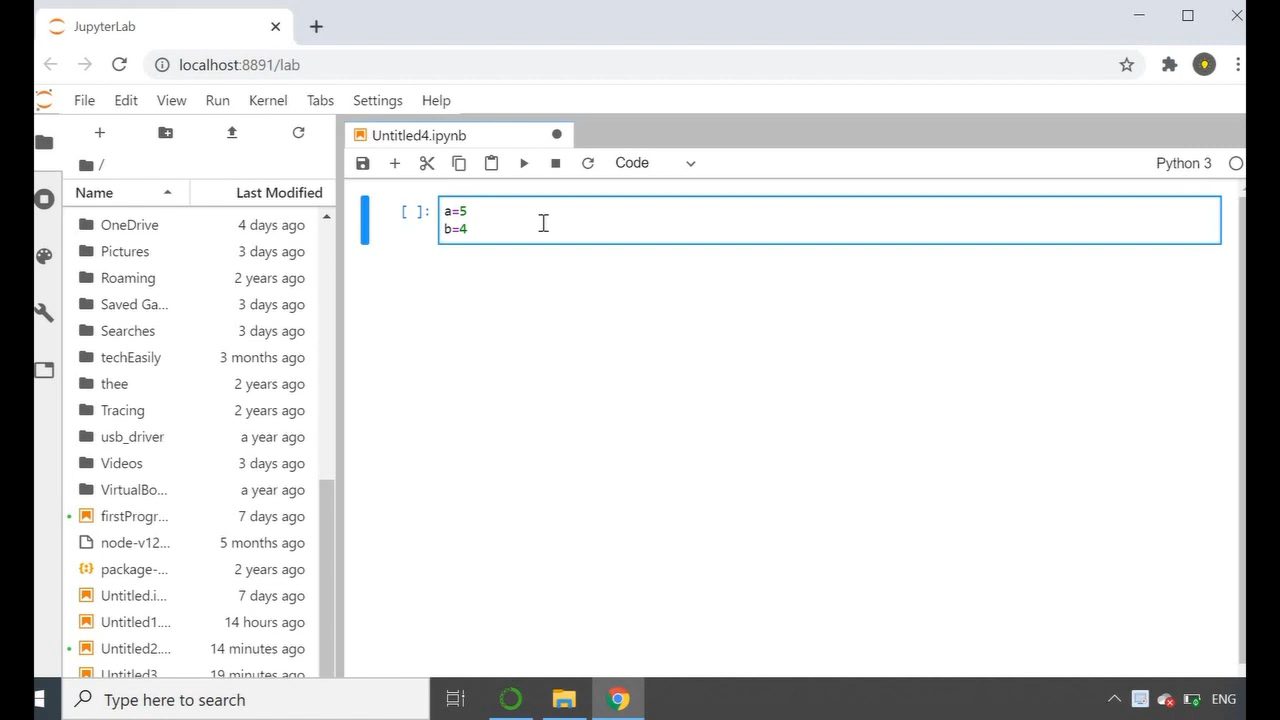 JupyterLab
localhost:8891/lab
File Edit View Run Kernel Tabs Settings Help
Untitled4.ipynb
/
Code
Python 3
Name Last Modified
[ ]: a=5
b=4
OneDrive 4 days ago
Pictures 3 days ago
Roaming 2 years ago
Saved Ga... 3 days ago
Searches 3 days ago
techEasily 3 months ago
thee 2 years ago
Tracing 2 years ago
usb_driver a year ago
Videos 3 days ago
VirtualBo... a year ago
firstProgr... 7 days ago
node-v12... 5 months ago
package-... 2 years ago
Untitled.i... 7 days ago
Untitled1.... 14 hours ago
Untitled2.... 14 minutes ago
Untitled3 19 minutes ago
Type here to search
ENG